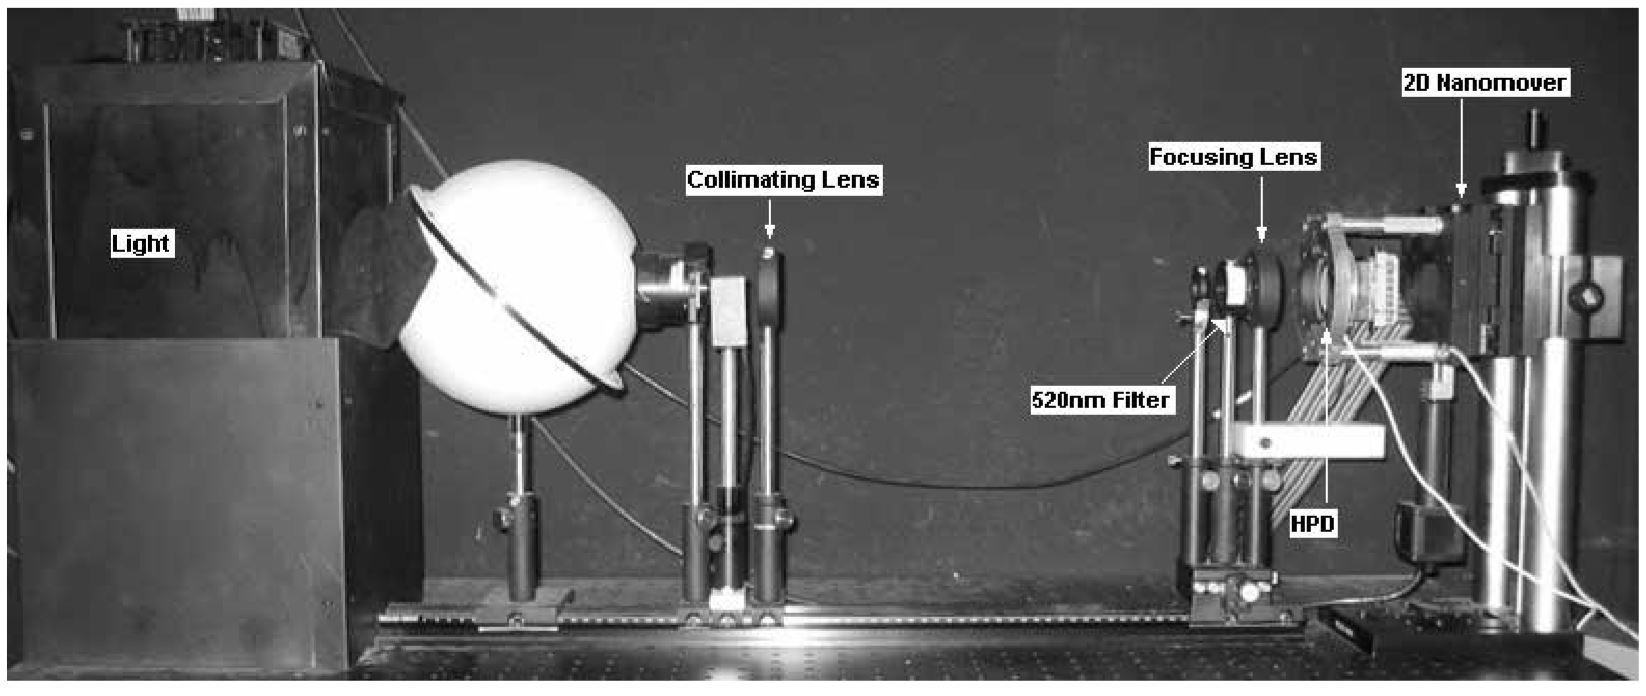 2D Nanomover
Focusing Lens
Collimating Lens
Light
520nm Filter
HPD